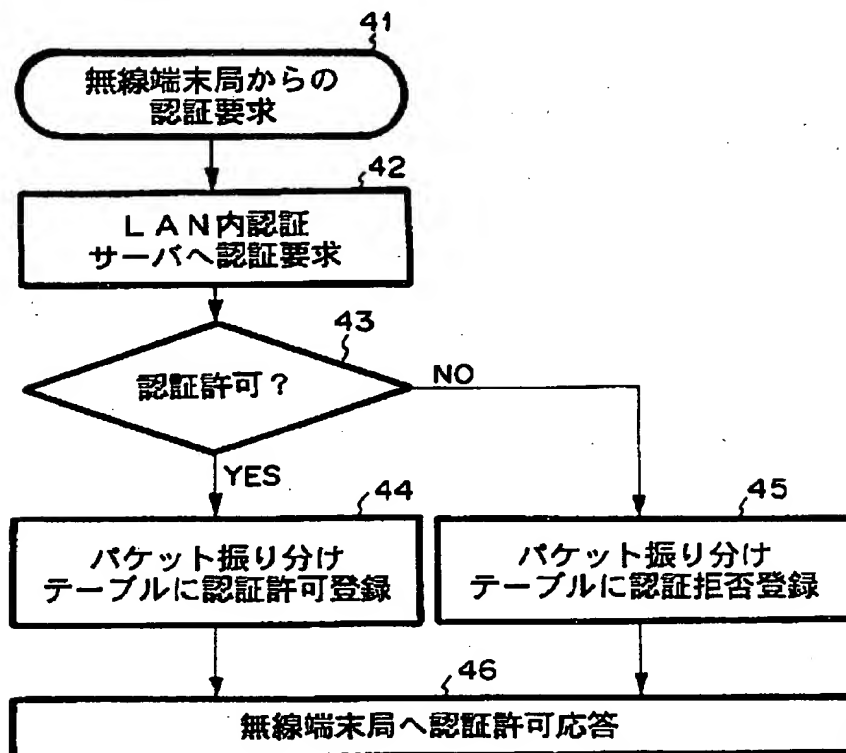 41
無線端末局からの
認証要求
42
LAN内認証
サーバへ認証要求
43
認証許可?
NO
YES
44
パケット振り分け
テーブルに認証許可登録
45
パケット振り分け
テーブルに認証拒否登録
46
無線端末局へ認証許可応答